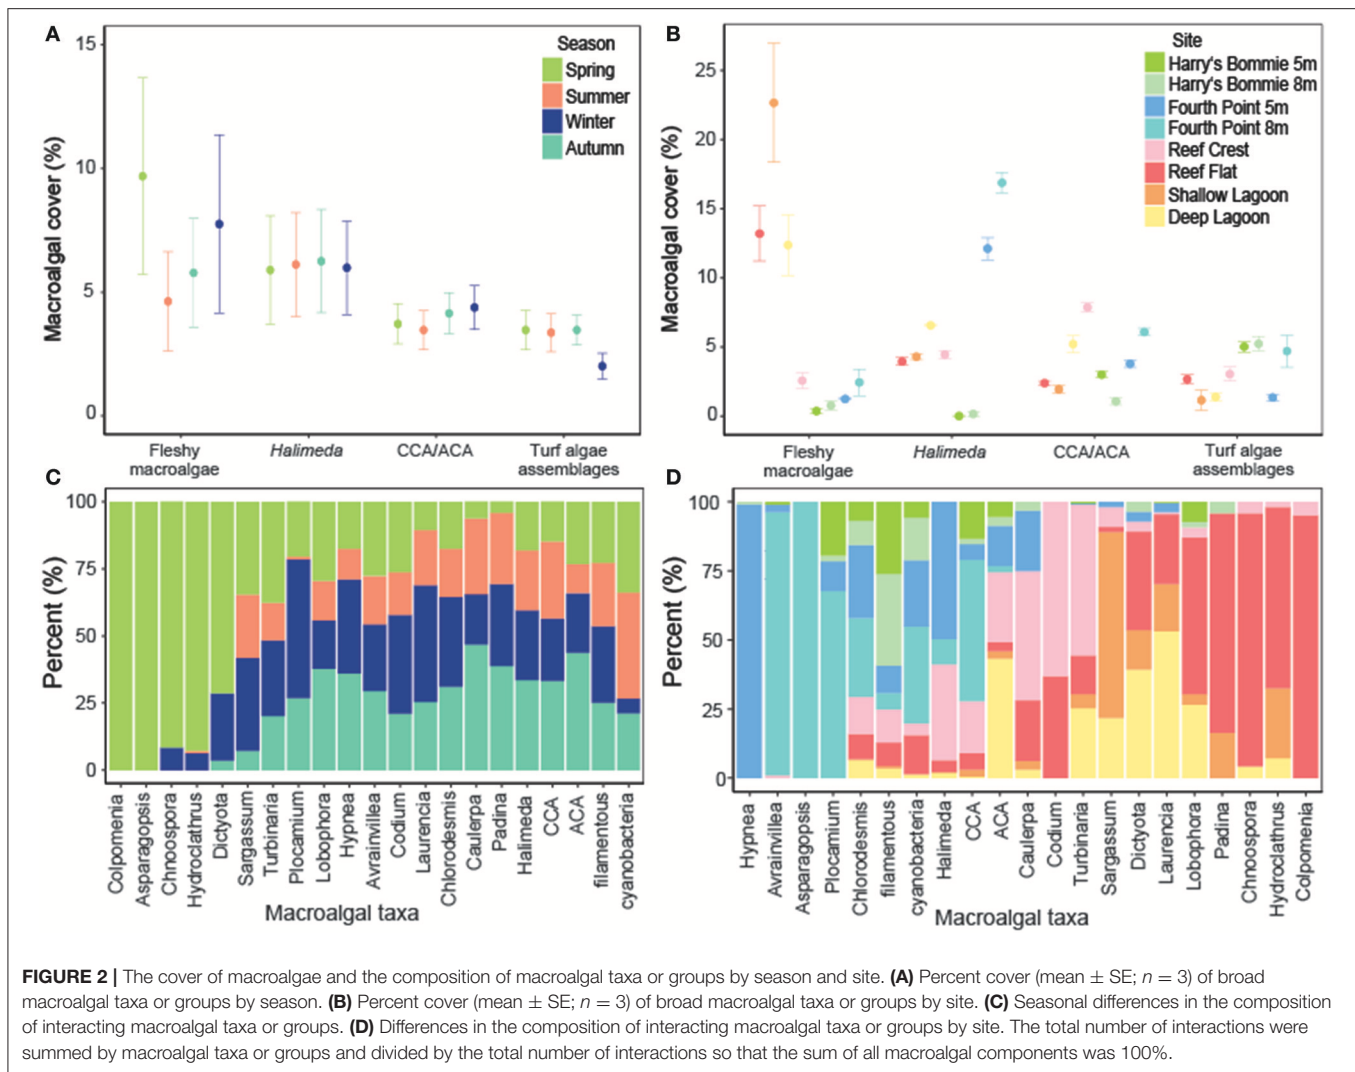 A
15
10
5
0
Macroalgal cover (%)
Season
Spring
Summer
Winter
Autumn
Fleshy
macroalgae
Halimeda
CCA/ACA
Turf algae
assemblages
B
25
20
15
10
5
0
Macroalgal cover (%)
Site
Harry's Bommie 5m
Harry's Bommie 8m
Fourth Point 5m
Fourth Point 8m
Reef Crest
Reef Flat
Shallow Lagoon
Deep Lagoon
Fleshy
macroalgae
Halimeda
CCA/ACA
Turf algae
assemblages
C
100
75
50
25
0
Percent (%)
Colpomenia
Asparagopsis
Chnoospora
Hydroclathrus
Dictyota
Sargassum
Turbinaria
Plocamium
Lobophora
Hypnea
Avrainvillea
Codium
Laurencia
Chlorodesmis
Caulerpa
Padina
Halimeda
CCA
ACA
filamentous
cyanobacteria
Macroalgal taxa
D
100
75
50
25
0
Percent (%)
Hypnea
Avrainvillea
Asparagopsis
Plocamium
Chlorodesmis
filamentous
cyanobacteria
Halimeda
CCA
ACA
Caulerpa
Codium
Turbinaria
Sargassum
Dictyota
Laurencia
Lobophora
Padina
Chnoospora
Hydroclathrus
Colpomenia
Macroalgal taxa
FIGURE 2 | The cover of macroalgae and the composition of macroalgal taxa or groups by season and site. (A) Percent cover (mean ± SE; n = 3) of broad
macroalgal taxa or groups by season. (B) Percent cover (mean ± SE; n = 3) of broad macroalgal taxa or groups by site. (C) Seasonal differences in the composition
of interacting macroalgal taxa or groups. (D) Differences in the composition of interacting macroalgal taxa or groups by site. The total number of interactions were
summed by macroalgal taxa or groups and divided by the total number of interactions so that the sum of all macroalgal components was 100%.